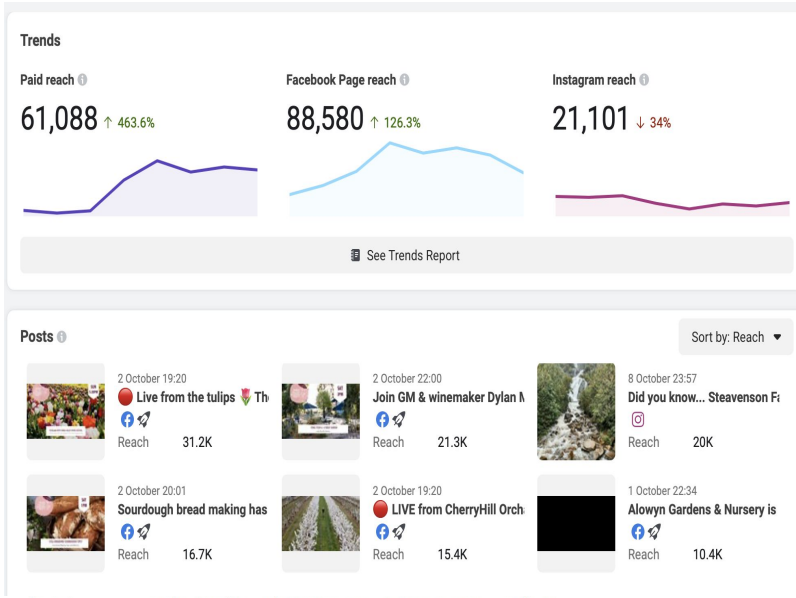 Trends
Paid reach
61,088 ↑ 463.6%
Facebook Page reach
88,580 ↑ 126.3%
Instagram reach
21,101 ↓ 34%
See Trends Report
Posts
Sort by: Reach
2 October 19:20
🔴 Live from the tulips 🌷 Th
Reach 31.2K
2 October 22:00
Join GM & winemaker Dylan
Reach 21.3K
8 October 23:57
Did you know... Steavenson
Reach 20K
2 October 20:01
Sourdough bread making has
Reach 16.7K
2 October 19:20
🔴 LIVE from CherryHill
Reach 15.4K
1 October 22:34
Alowyn Gardens & Nursery is
Reach 10.4K